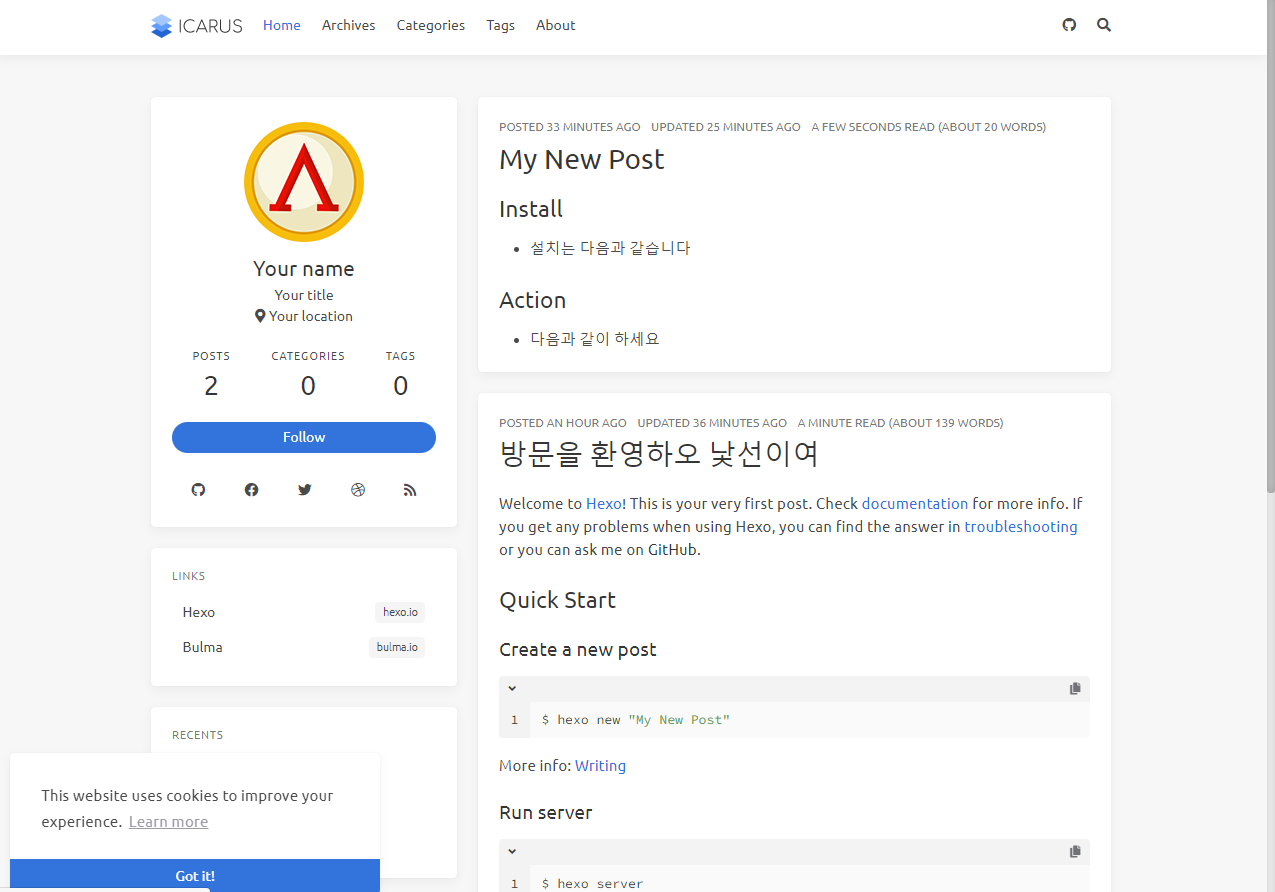 ICARUS Home Archives Categories Tags About
Your name
Your title
Your location
POSTS CATEGORIES TAGS
2 0 0
Follow
LINKS
Hexo hexo.io
Bulma bulma.io
RECENTS
POSTED 33 MINUTES AGO UPDATED 25 MINUTES AGO A FEW SECONDS READ (ABOUT 20 WORDS)
My New Post
Install
• 설치는 다음과 같습니다
Action
• 다음과 같이 하세요
POSTED AN HOUR AGO UPDATED 36 MINUTES AGO A MINUTE READ (ABOUT 139 WORDS)
방문을 환영하오 낯선이여
Welcome to Hexo! This is your very first post. Check documentation for more info. If
you get any problems when using Hexo, you can find the answer in troubleshooting
or you can ask me on GitHub.
Quick Start
Create a new post
1 $ hexo new "My New Post"
More info: Writing
Run server
1 $ hexo server
This website uses cookies to improve your
experience. Learn more
Got it!